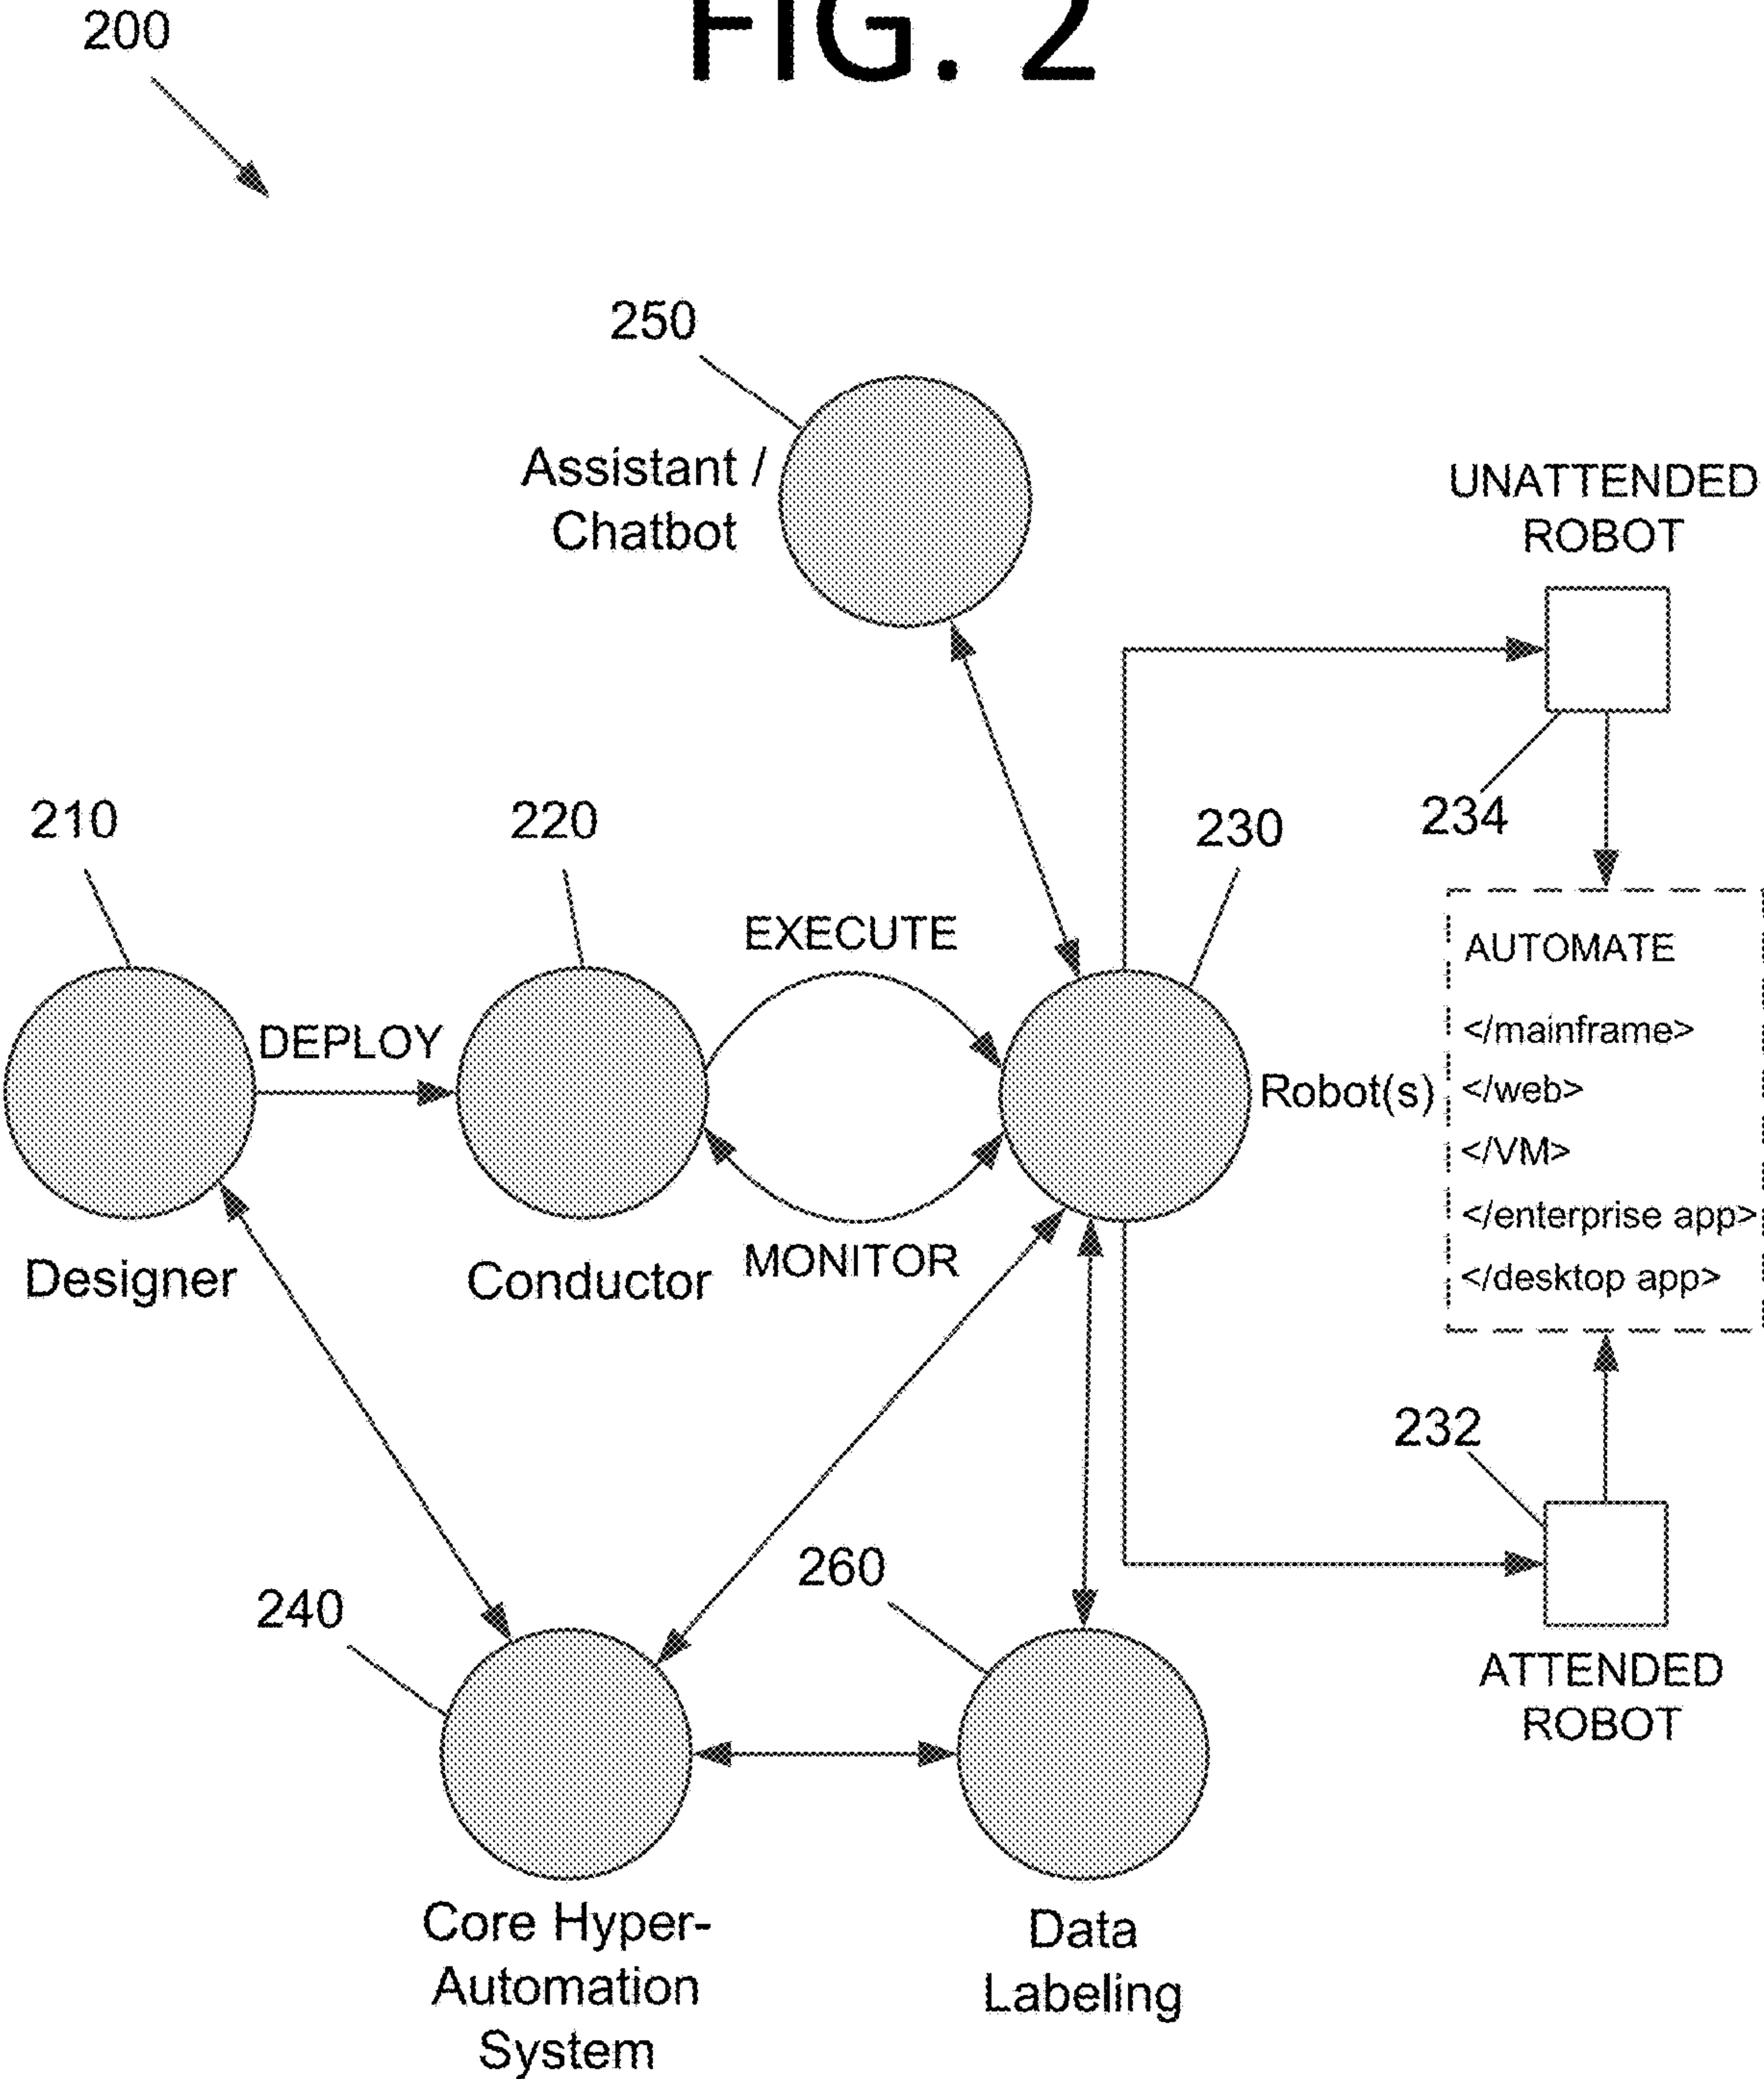 FIG. 2
200
250
Assistant /
Chatbot
UNATTENDED
ROBOT
234
210
220
230
EXECUTE
DEPLOY
MONITOR
Designer
Conductor
Robot(s)
AUTOMATE
</mainframe>
</web>
</VM>
</enterprise app>
</desktop app>
232
ATTENDED
ROBOT
240
260
Core Hyper-
Automation
System
Data
Labeling